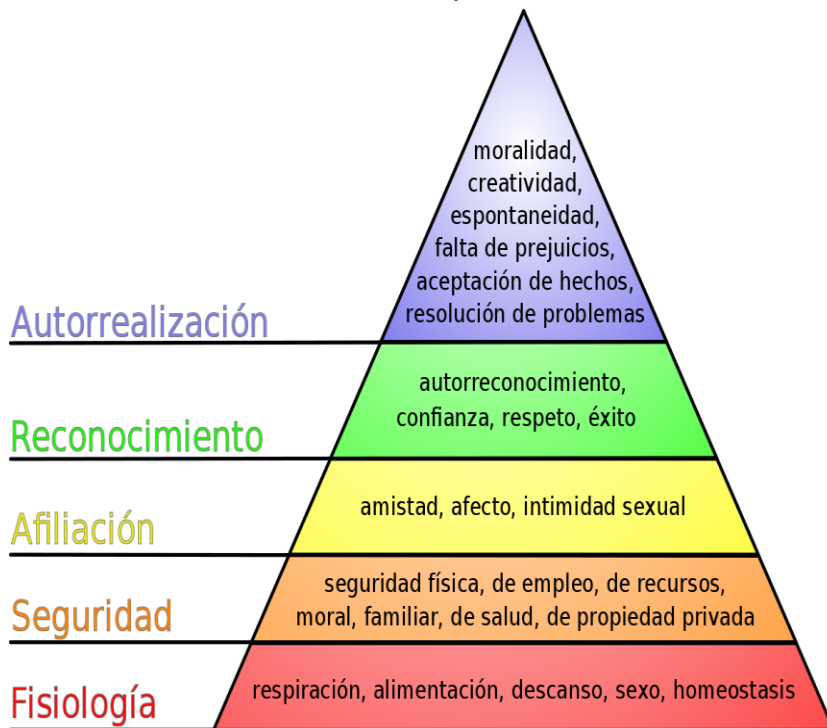 moralidad,
creatividad,
espontaneidad,
falta de prejuicios,
aceptación de hechos,
resolución de problemas
Autorrealización
autorreconocimiento,
confianza, respeto, éxito
Reconocimiento
amistad, afecto, intimidad sexual
Afiliación
seguridad física, de empleo, de recursos,
moral, familiar, de salud, de propiedad privada
Seguridad
respiración, alimentación, descanso, sexo, homeostasis
Fisiología